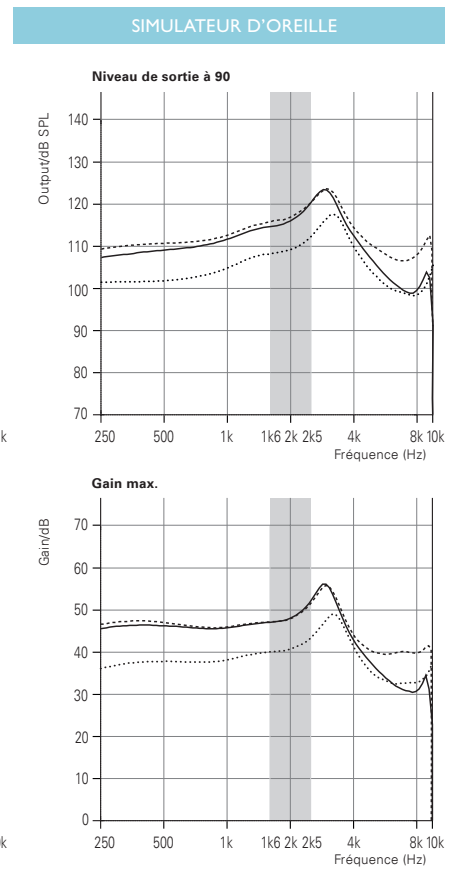 SIMULATEUR D'OREILLE
Niveau de sortie à 90
Output/dB SPL
140
130
120
110
100
90
80
70
k
250 500 1k 1k6 2k 2k5 4k 8k 10k
Fréquence (Hz)
Gain max.
Gain/dB
70
60
50
40
30
20
10
0
k
250 500 1k 1k6 2k 2k5 4k 8k 10k
Fréquence (Hz)